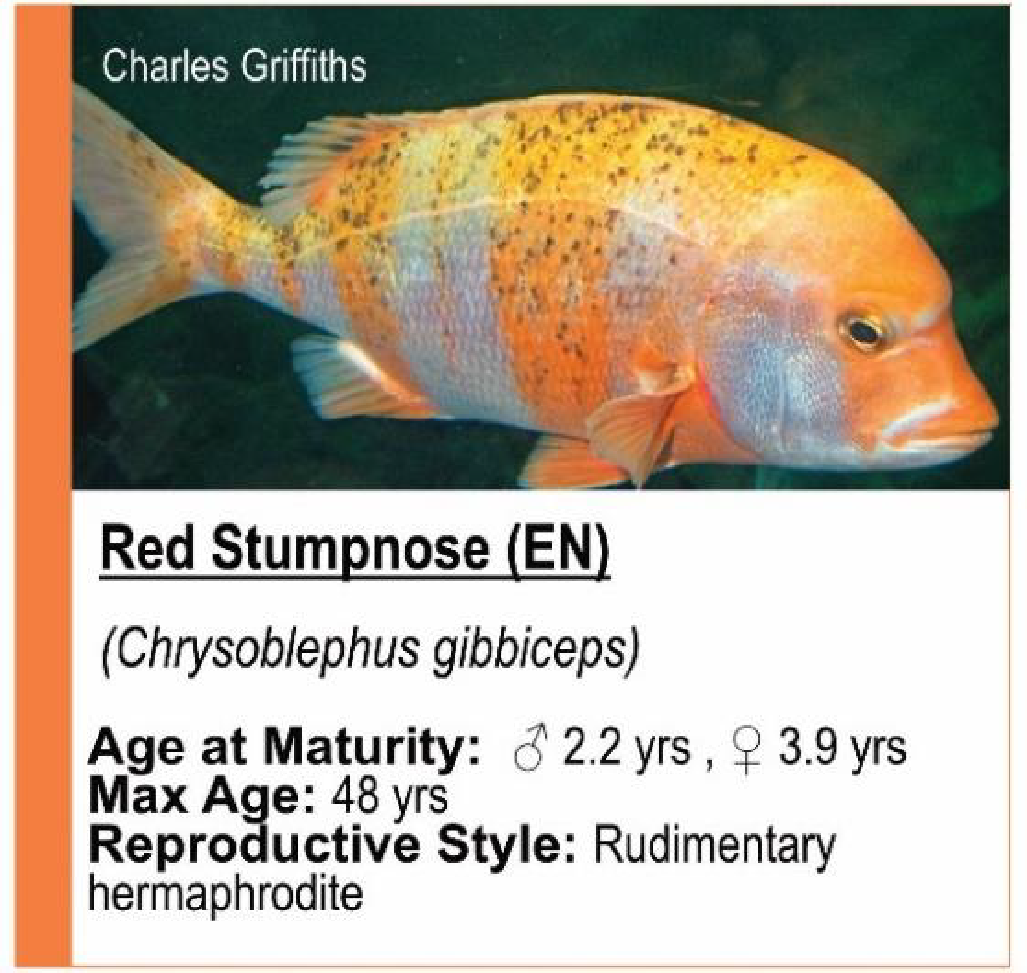 Charles Griffiths
Red Stumpnose (EN)
(Chrysoblephus gibbiceps)
Age at Maturity: ♂ 2.2 yrs , ♀ 3.9 yrs
Max Age: 48 yrs
Reproductive Style: Rudimentary
hermaphrodite